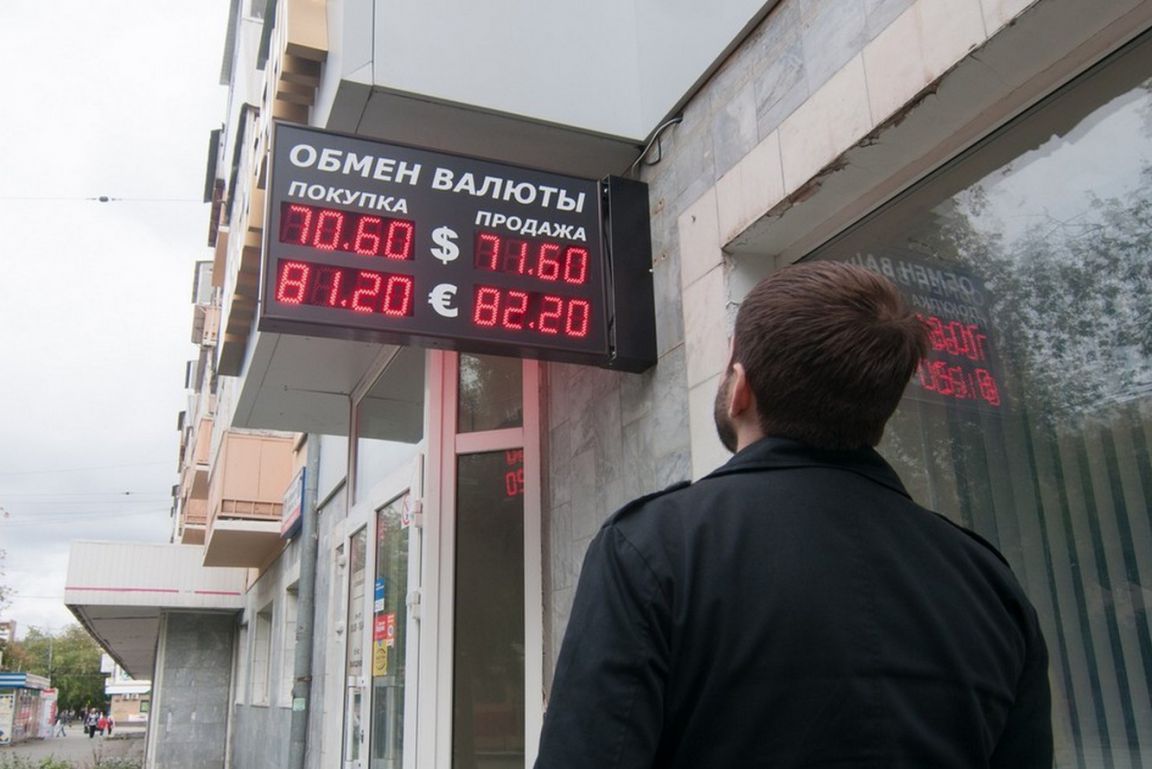 ОБМЕН ВАЛЮТЫ
ПОКУПКА ПРОДАЖА
70.60 $ 71.60
81.20 € 82.20